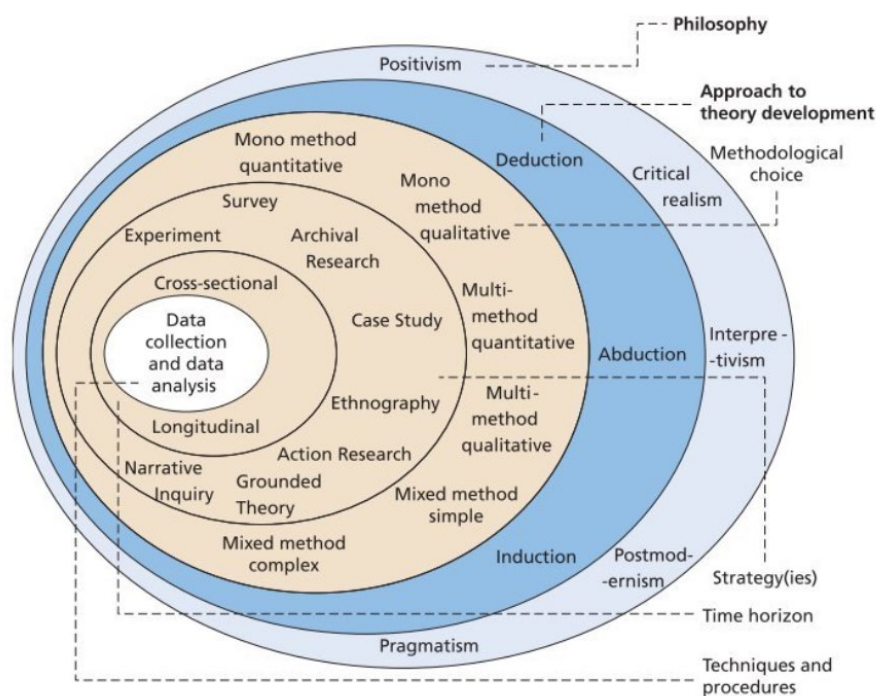 Philosophy
Positivism
Approach to
theory development
Mono method
quantitative
Deduction
Methodological
choice
Critical
realism
Mono
method
qualitative
Survey
Experiment
Archival
Research
Cross-sectional
Multi-
method
quantitative
Data
collection
and data
analysis
Case Study
Abduction
Interpre -
-tivism
Ethnography
Multi-
method
qualitative
Longitudinal
Action Research
Narrative
Inquiry
Grounded
Theory
Mixed method
simple
Mixed method
complex
Induction
Postmod-
-ernism
Strategy(ies)
Time horizon
Pragmatism
Techniques and
procedures